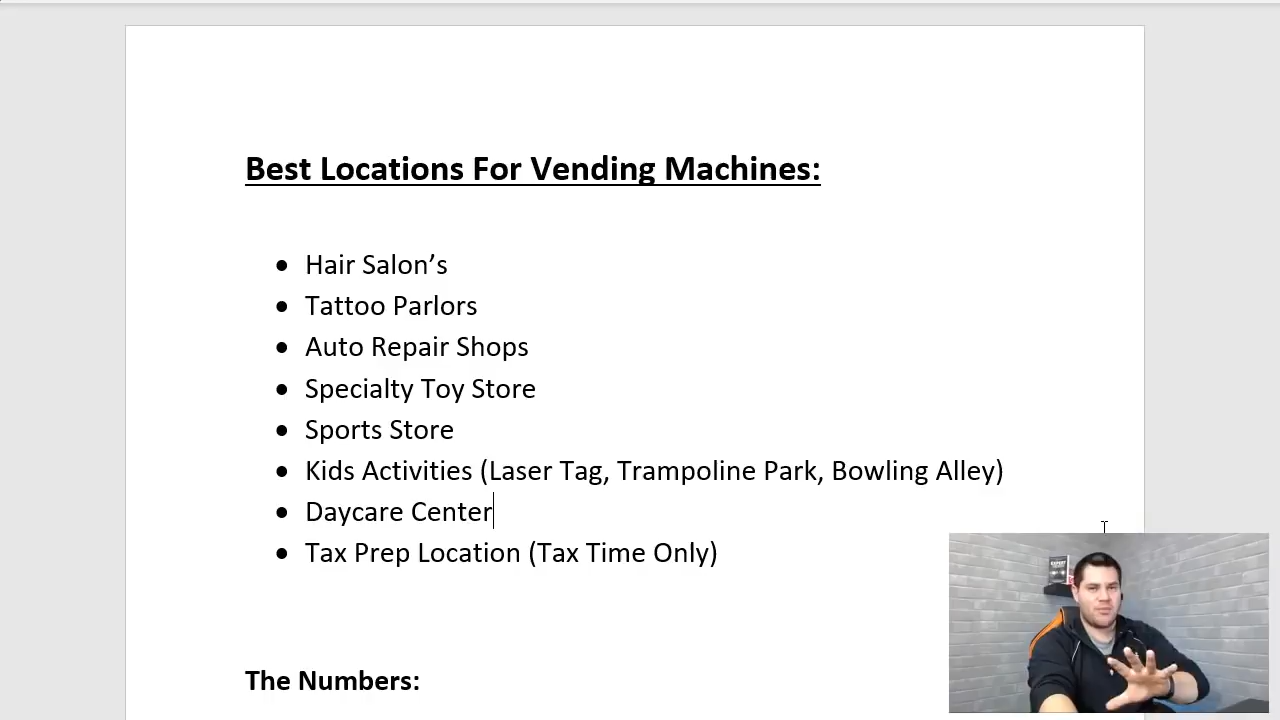 Best Locations For Vending Machines:
• Hair Salon’s
• Tattoo Parlors
• Auto Repair Shops
• Specialty Toy Store
• Sports Store
• Kids Activities (Laser Tag, Trampoline Park, Bowling Alley)
• Daycare Center
• Tax Prep Location (Tax Time Only)
The Numbers: